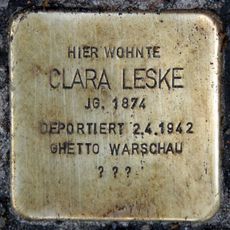 HIER WOHNTE
CLARA LESKE
JG. 1874
DEPORTIERT 2.4.1942
GHETTO WARSCHAU
? ? ?